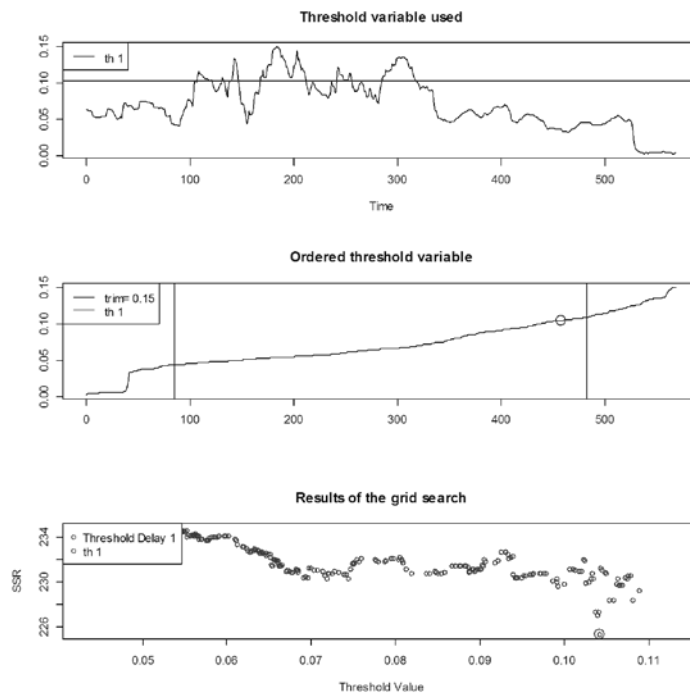 Threshold variable used
th 1
0.00 0.05 0.10 0.15
0 100 200 300 400 500
Time
Ordered threshold variable
trim= 0.15
th 1
0.00 0.05 0.10
0 100 200 300 400 500
Results of the grid search
Threshold Delay 1
th 1
SSR
226 230 234
0.05 0.06 0.07 0.08 0.09 0.10 0.11
Threshold Value